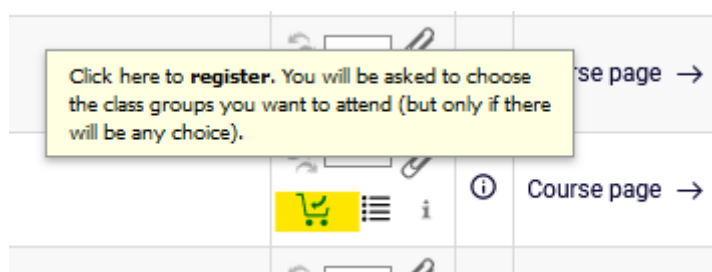 Click here to register. You will be asked to choose
the class groups you want to attend (but only if there
will be any choice).
page →
Course page →